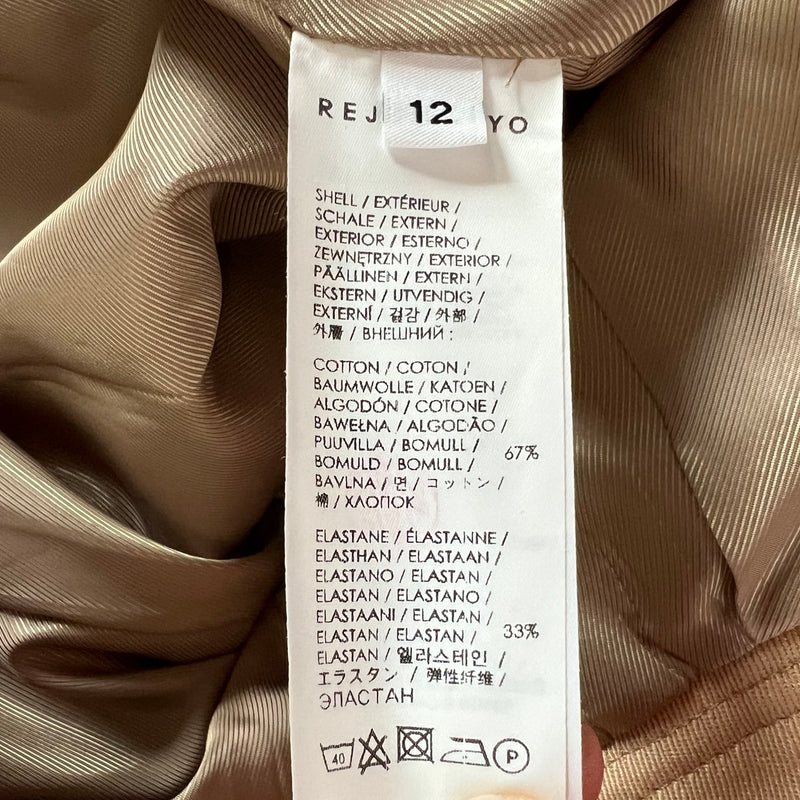 REJ 12 YO
SHELL / EXTÉRIEUR /
SCHALE / EXTERN /
EXTERIOR / ESTERNO /
ZEWNĘTRZNY / EXTERIOR /
PÄÄLLINEN / EXTERN /
EKSTERN / UTVENDIG /
EXTERNÍ / 겉감 / 外部 /
外層 / ВНЕШНИЙ :
COTTON / COTON /
BAUMWOLLE / KATOEN /
ALGODÓN / COTONE /
BAWEŁNA / ALGODÃO /
PUUVILLA / BOMULL / 67%
BOMULD / BOMULL /
BAVLNA / 면 / コットン /
棉 / ХЛОПОК
ELASTANE / ÉLASTANNE /
ELASTHAN / ELASTAAN /
ELASTANO / ELASTAN /
ELASTAN / ELASTANO /
ELASTAANI / ELASTAN /
ELASTAN / ELASTAN / 33%
ELASTAN / 엘라스테인 /
エラスタン / 弹性纤维 /
ЭЛАСТАН
40 P